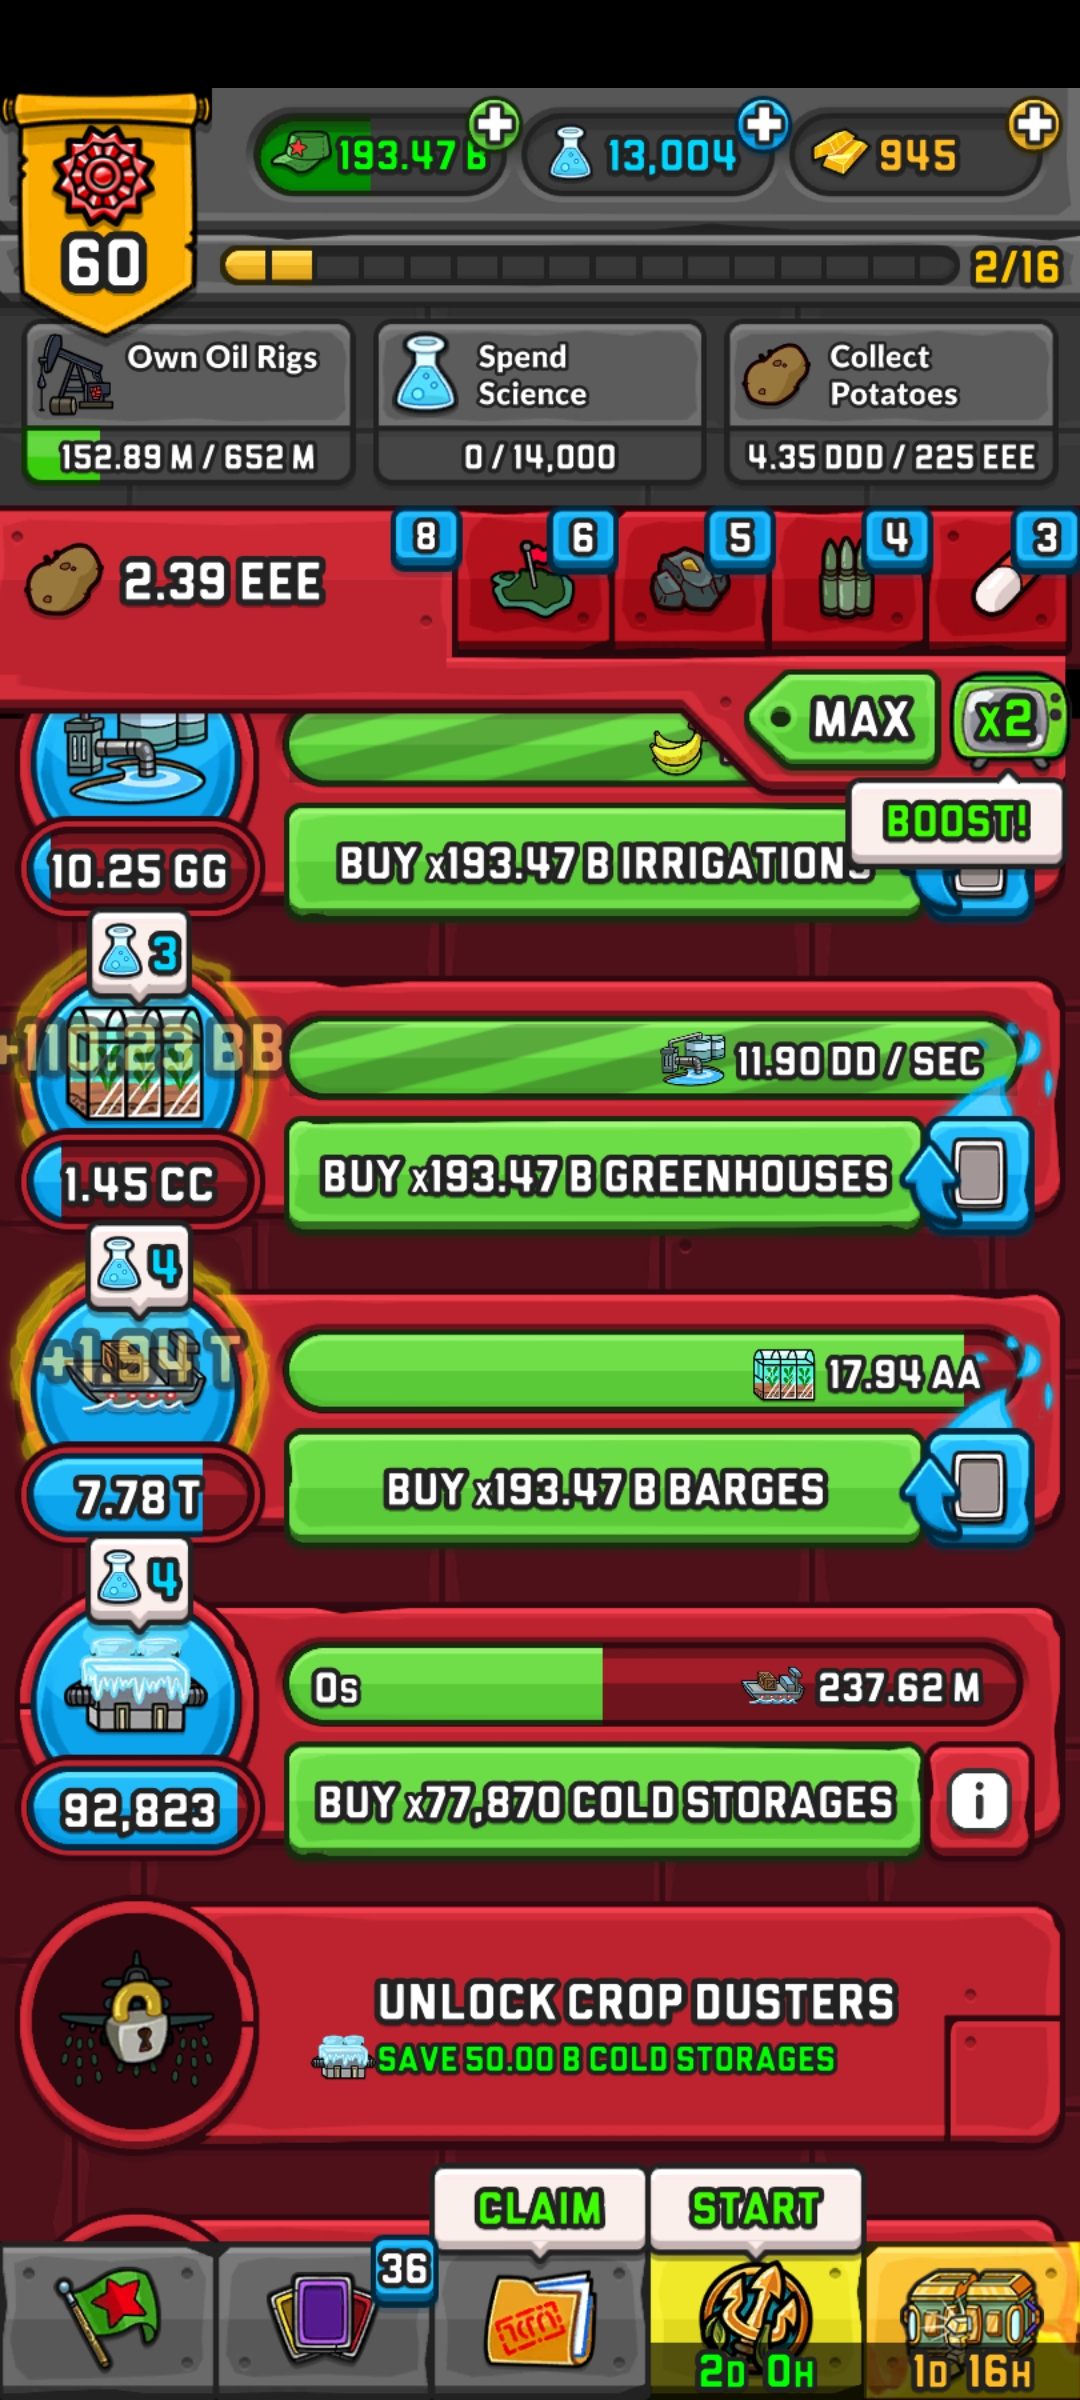 193.47 B
13,004
945
60
2/16
Own Oil Rigs
152.89 M / 652 M
Spend
Science
0 / 14,000
Collect
Potatoes
4.35 DDD / 225 EEE
2.39 EEE
8
6
5
4
3
MAX
x2
BOOST!
10.25 GG
BUY x193.47 B IRRIGATIONS
3
+110.23 BB
11.90 DD / SEC
1.45 CC
BUY x193.47 B GREENHOUSES
4
+1.94 T
17.94 AA
7.78 T
BUY x193.47 B BARGES
4
0s
237.62 M
92,823
BUY x77,870 COLD STORAGES
i
UNLOCK CROP DUSTERS
SAVE 50.00 B COLD STORAGES
CLAIM
START
36
2D 0H
1D 16H